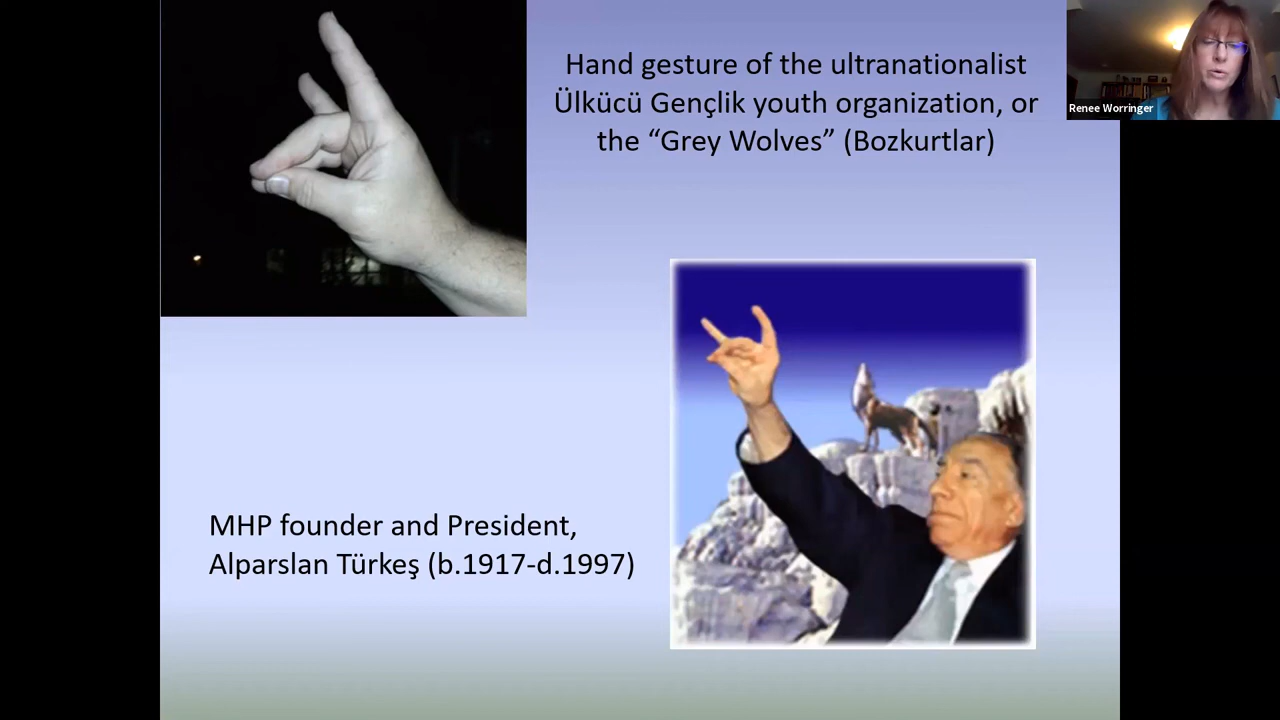 Hand gesture of the ultranationalist
Ülkücü Gençlik youth organization, or
the “Grey Wolves” (Bozkurtlar)
Renee Worringer
MHP founder and President,
Alparslan Türkeş (b.1917-d.1997)